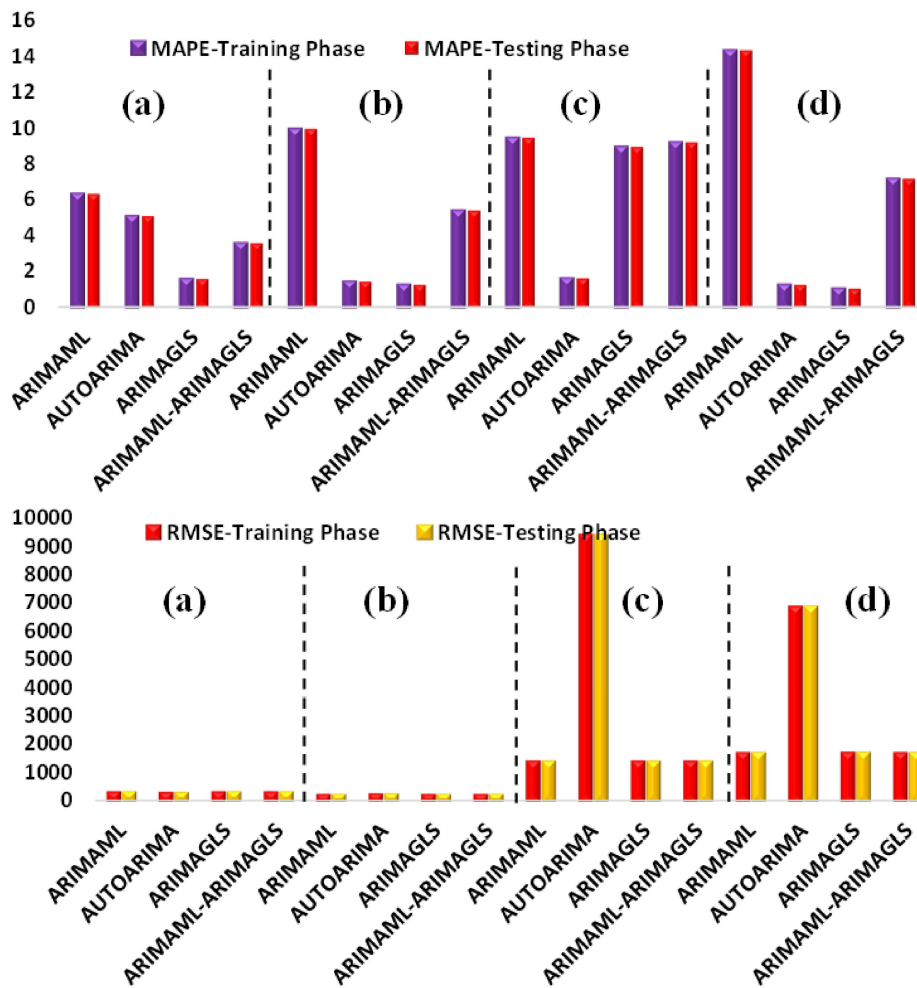 16
14
12
10
8
6
4
2
0
MAPE-Training Phase MAPE-Testing Phase
(a) (b) (c) (d)
ARIMAML
AUTOARIMA
ARIMAGLS
ARIMAML-ARIMAGLS
ARIMAML
AUTOARIMA
ARIMAGLS
ARIMAML-ARIMAGLS
ARIMAML
AUTOARIMA
ARIMAGLS
ARIMAML-ARIMAGLS
ARIMAML
AUTOARIMA
ARIMAGLS
ARIMAML-ARIMAGLS
10000
9000
8000
7000
6000
5000
4000
3000
2000
1000
0
RMSE-Training Phase RMSE-Testing Phase
(a) (b) (c) (d)
ARIMAML
AUTOARIMA
ARIMAGLS
ARIMAML-ARIMAGLS
ARIMAML
AUTOARIMA
ARIMAGLS
ARIMAML-ARIMAGLS
ARIMAML
AUTOARIMA
ARIMAGLS
ARIMAML-ARIMAGLS
ARIMAML
AUTOARIMA
ARIMAGLS
ARIMAML-ARIMAGLS